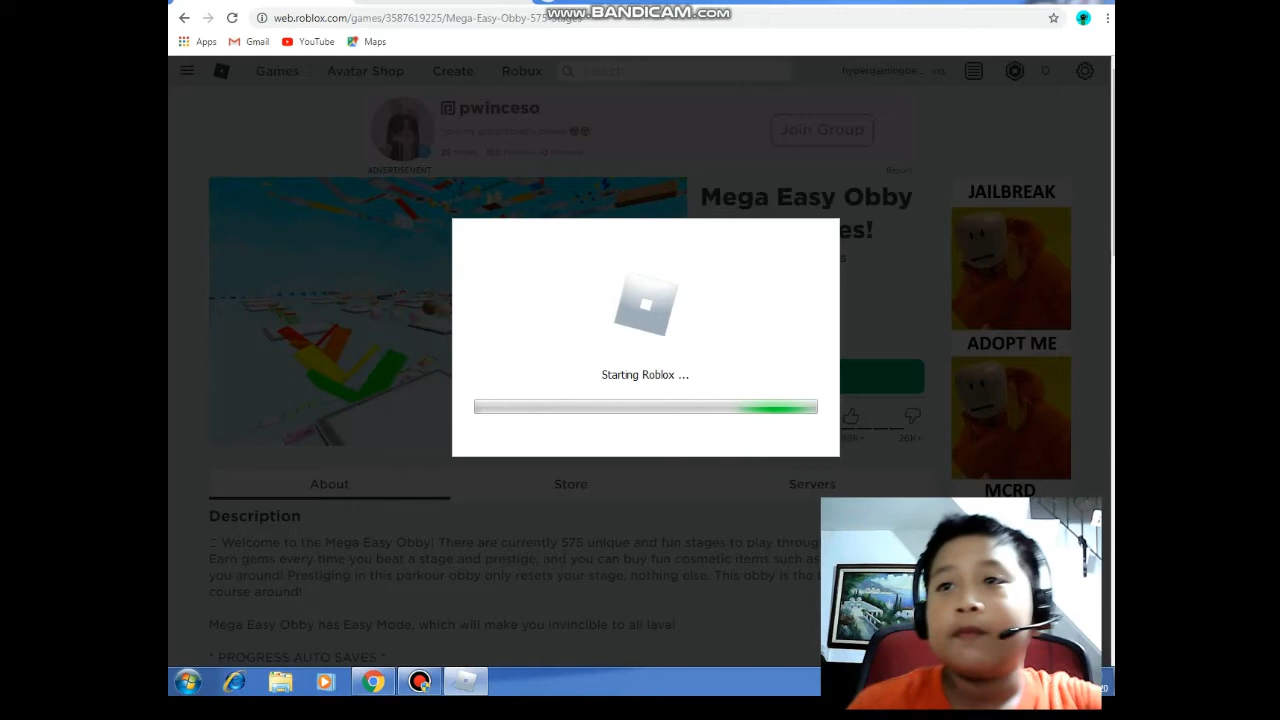 www.BANDICAM.com
web.roblox.com/games/3587619225/Mega-Easy-Obby-575-Stages
Apps Gmail YouTube Maps
Games Avatar Shop Create Robux Search
pwinceso
Join Group
ADVERTISEMENT Report
Mega Easy Obby
es!
s
JAILBREAK
ADOPT ME
MCRD
Starting Roblox ...
26K+
About Store Servers
Description
Welcome to the Mega Easy Obby! There are currently 575 unique and fun stages to play through
Earn gems every time you beat a stage and prestige, and you can buy fun cosmetic items such as
you around! Prestiging in this parkour obby only resets your stage, nothing else. This obby is the
course around!
Mega Easy Obby has Easy Mode, which will make you invincible to all lava!
* PROGRESS AUTO SAVES *